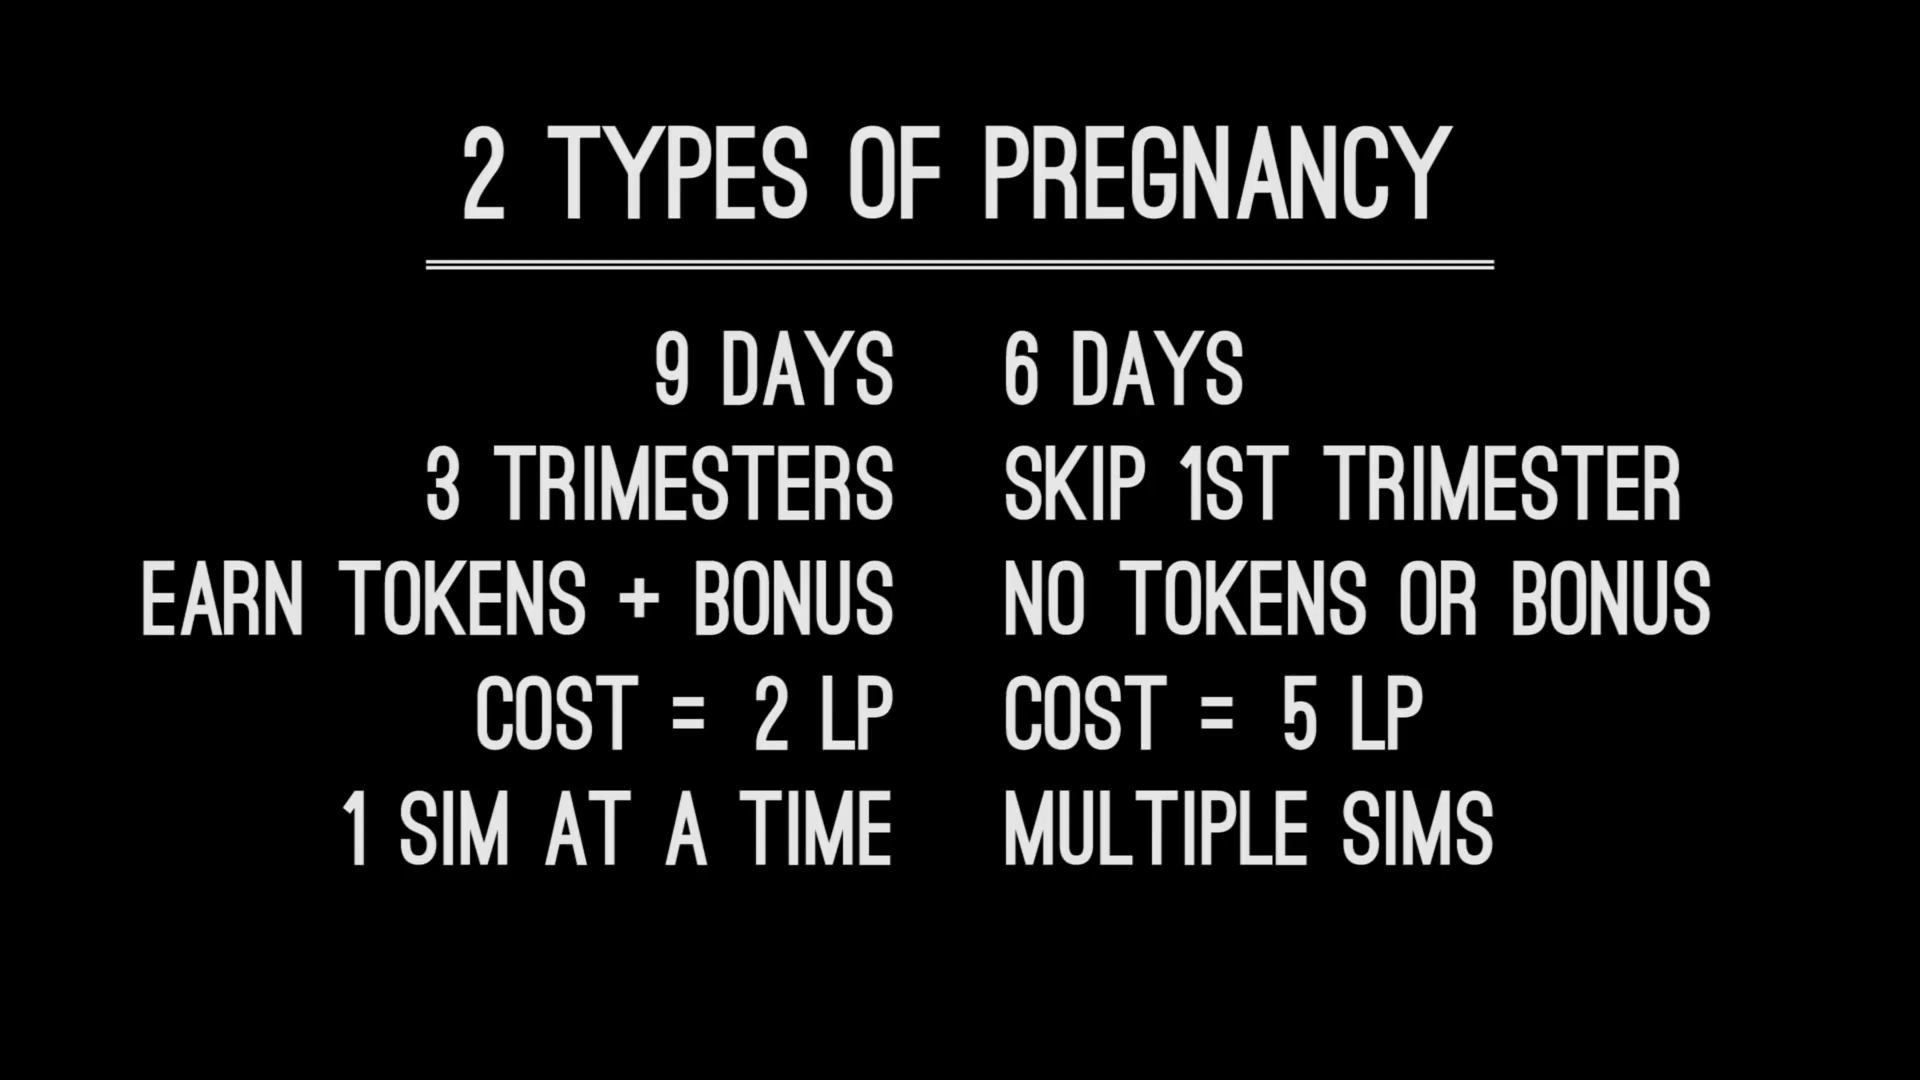 2 TYPES OF PREGNANCY
9 DAYS
3 TRIMESTERS
EARN TOKENS + BONUS
COST = 2 LP
1 SIM AT A TIME
6 DAYS
SKIP 1ST TRIMESTER
NO TOKENS OR BONUS
COST = 5 LP
MULTIPLE SIMS